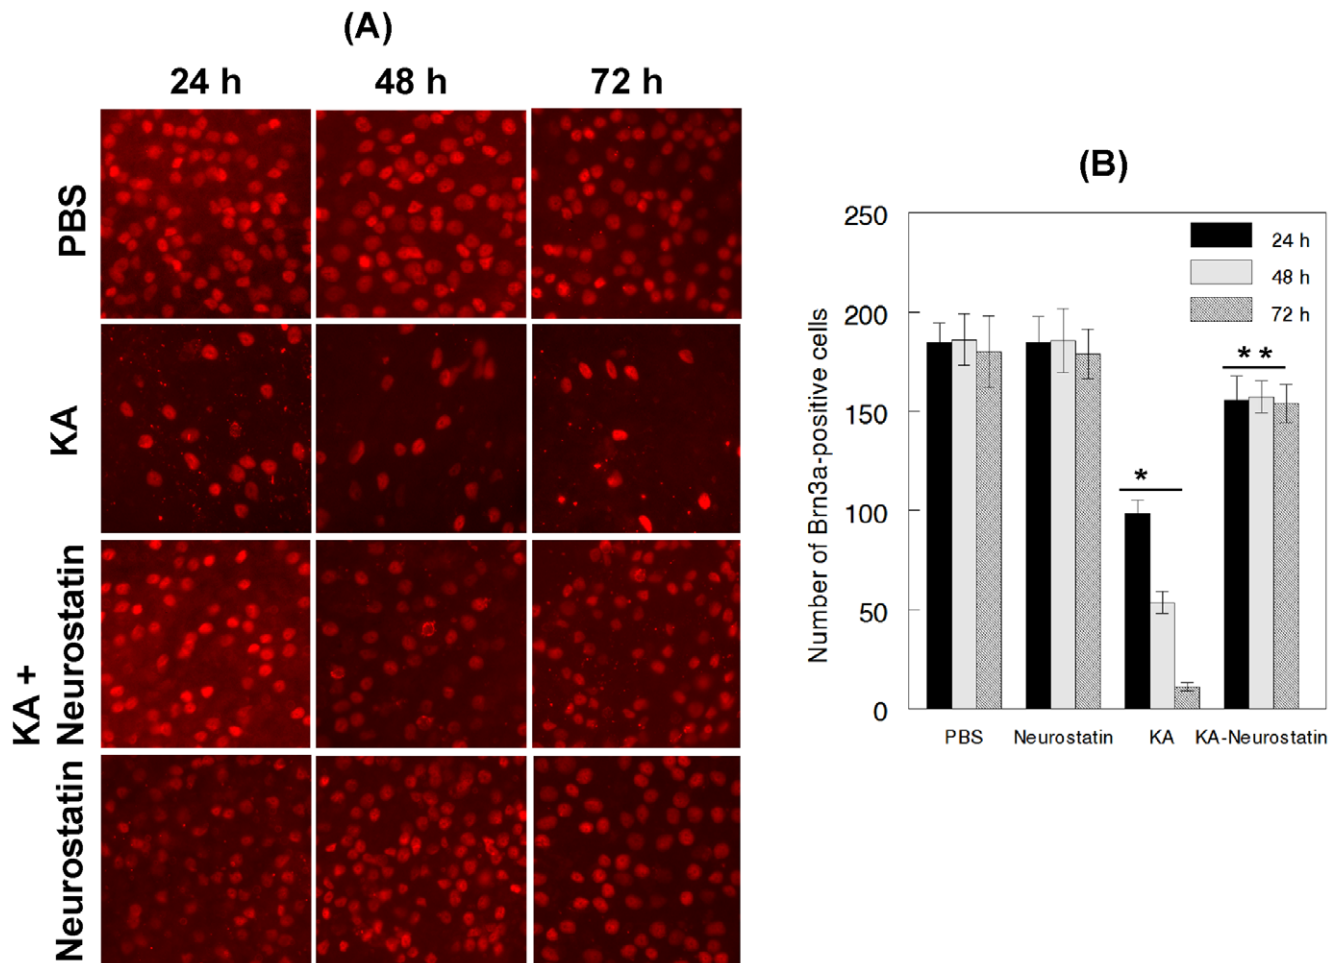 (A)
24 h 48 h 72 h
PBS
KA
KA +
Neurostatin
Neurostatin
(B)
Number of Brn3a-positive cells
250
200
150
100
50
0
24 h
48 h
72 h
*
* *
PBS Neurostatin KA KA-Neurostatin